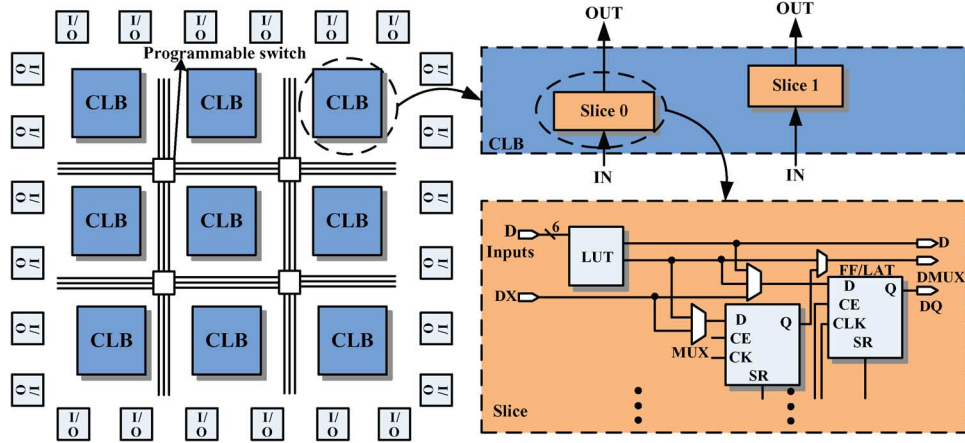 I/
O
I/
O
I/
O
I/
O
I/
O
I/
O
Programmable switch
I/
O
I/
O
CLB
CLB
CLB
I/
O
I/
O
I/
O
I/
O
CLB
CLB
CLB
I/
O
I/
O
I/
O
I/
O
CLB
CLB
CLB
I/
O
I/
O
I/
O
I/
O
I/
O
I/
O
I/
O
I/
O
I/
O
I/
O
OUT
OUT
Slice 0
Slice 1
CLB
IN
IN
D
Inputs
6
LUT
D
DMUX
FF/LAT
DX
D
Q
DQ
CE
CLK
SR
MUX
D
Q
CE
CK
SR
Slice